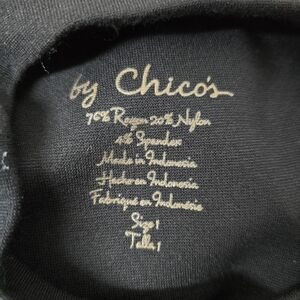 by Chico's
76% Rayon 20% Nylon
4% Spandex
Made in Indonesia
Hecho en Indonesia
Fabriqué en Indonésie
Size 1
Talla 1